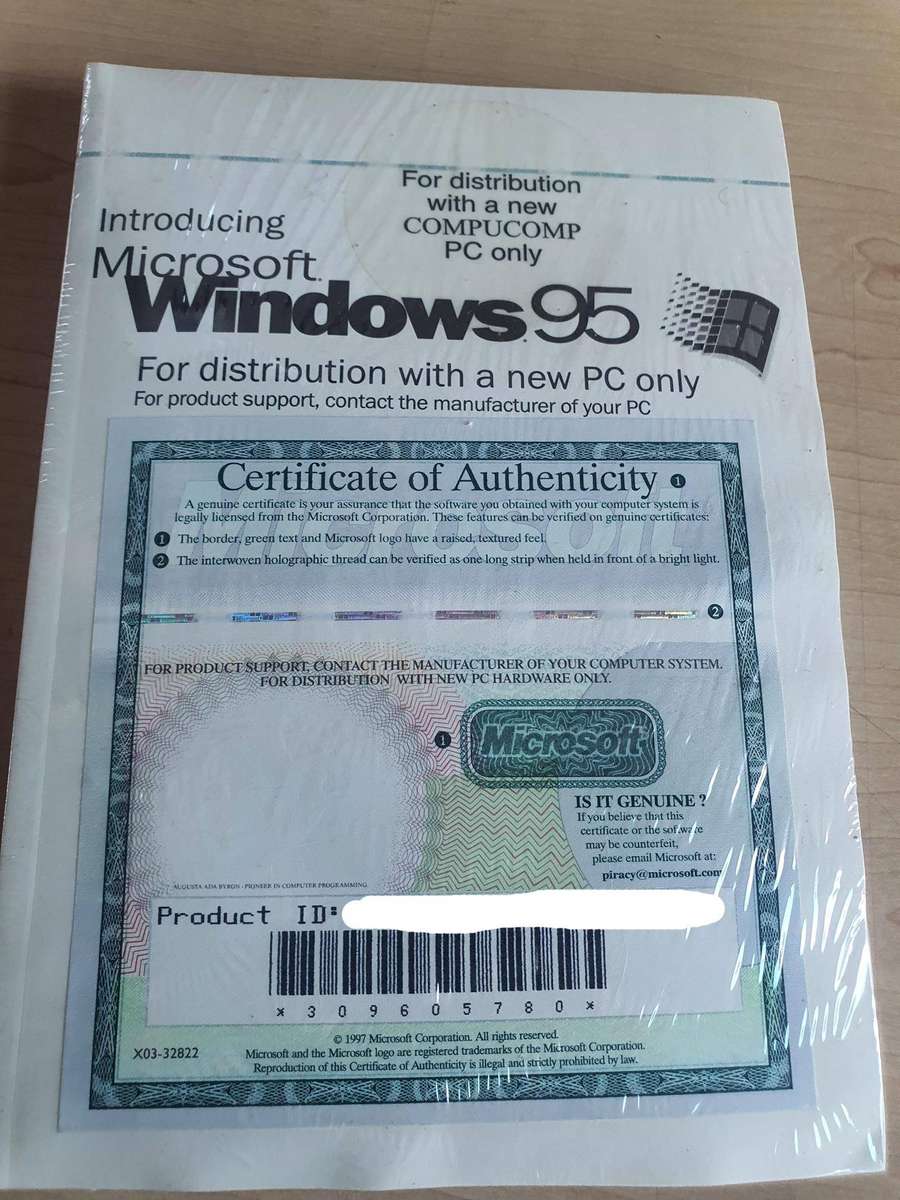 For distribution
with a new
COMPUCOMP
PC only
Introducing
Microsoft
Windows 95
For distribution with a new PC only
For product support, contact the manufacturer of your PC
Certificate of Authenticity ❶
A genuine certificate is your assurance that the software you obtained with your computer system is
legally licensed from the Microsoft Corporation. These features can be verified on genuine certificates:
❶ The border, green text and Microsoft logo have a raised, textured feel.
❷ The interwoven holographic thread can be verified as one long strip when held in front of a bright light.
❷
FOR PRODUCT SUPPORT, CONTACT THE MANUFACTURER OF YOUR COMPUTER SYSTEM.
FOR DISTRIBUTION WITH NEW PC HARDWARE ONLY.
❶ Microsoft
IS IT GENUINE ?
If you believe that this
certificate or the software
may be counterfeit,
please email Microsoft at:
piracy@microsoft.com
AUGUSTA ADA BYRON - PIONEER IN COMPUTER PROGRAMMING
Product ID:
* 3 0 9 6 0 5 7 8 0 *
© 1997 Microsoft Corporation. All rights reserved.
X03-32822
Microsoft and the Microsoft logo are registered trademarks of the Microsoft Corporation.
Reproduction of this Certificate of Authenticity is illegal and strictly prohibited by law.